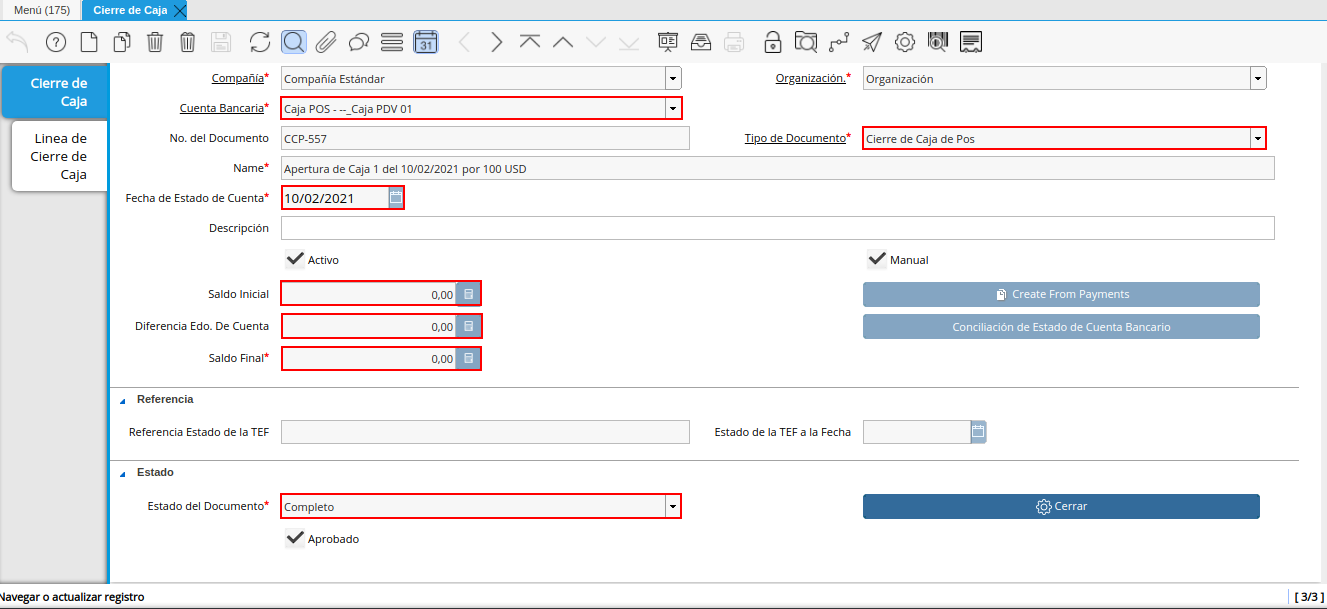 Menú (175)
Cierre de Caja
31
Cierre de
Caja
Linea de
Cierre de
Caja
Compañía* Compañía Estándar
Organización.* Organización
Cuenta Bancaria* Caja POS - --_Caja PDV 01
No. del Documento CCP-557
Tipo de Documento* Cierre de Caja de Pos
Name* Apertura de Caja 1 del 10/02/2021 por 100 USD
Fecha de Estado de Cuenta* 10/02/2021
Descripción
Activo
Manual
Saldo Inicial 0,00
Create From Payments
Diferencia Edo. De Cuenta 0,00
Conciliación de Estado de Cuenta Bancario
Saldo Final* 0,00
Referencia
Referencia Estado de la TEF
Estado de la TEF a la Fecha
Estado
Estado del Documento* Completo
Cerrar
Aprobado
Navegar o actualizar registro
[ 3/3 ]